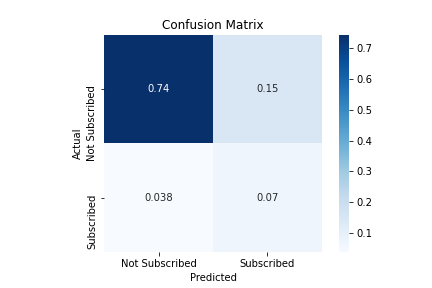 Confusion Matrix
Actual
Not Subscribed
Subscribed
0.74
0.15
0.038
0.07
Not Subscribed
Subscribed
Predicted
0.7
0.6
0.5
0.4
0.3
0.2
0.1